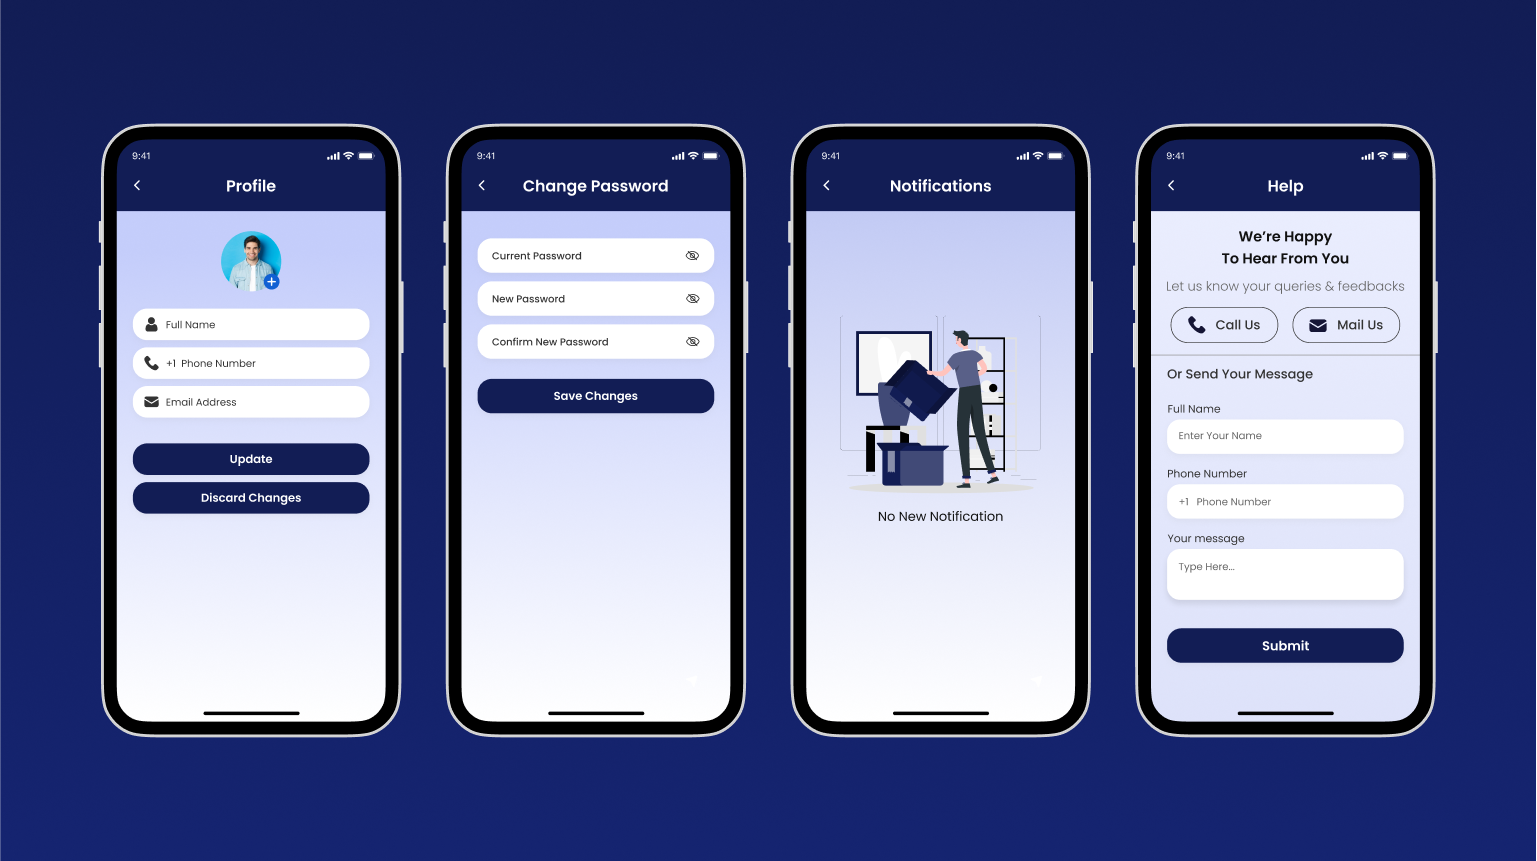 9:41
Profile
Full Name
+1 Phone Number
Email Address
Update
Discard Changes
9:41
Change Password
Current Password
New Password
Confirm New Password
Save Changes
9:41
Notifications
No New Notification
9:41
Help
We’re Happy
To Hear From You
Let us know your queries & feedbacks
Call Us
Mail Us
Or Send Your Message
Full Name
Enter Your Name
Phone Number
+1 Phone Number
Your message
Type Here...
Submit